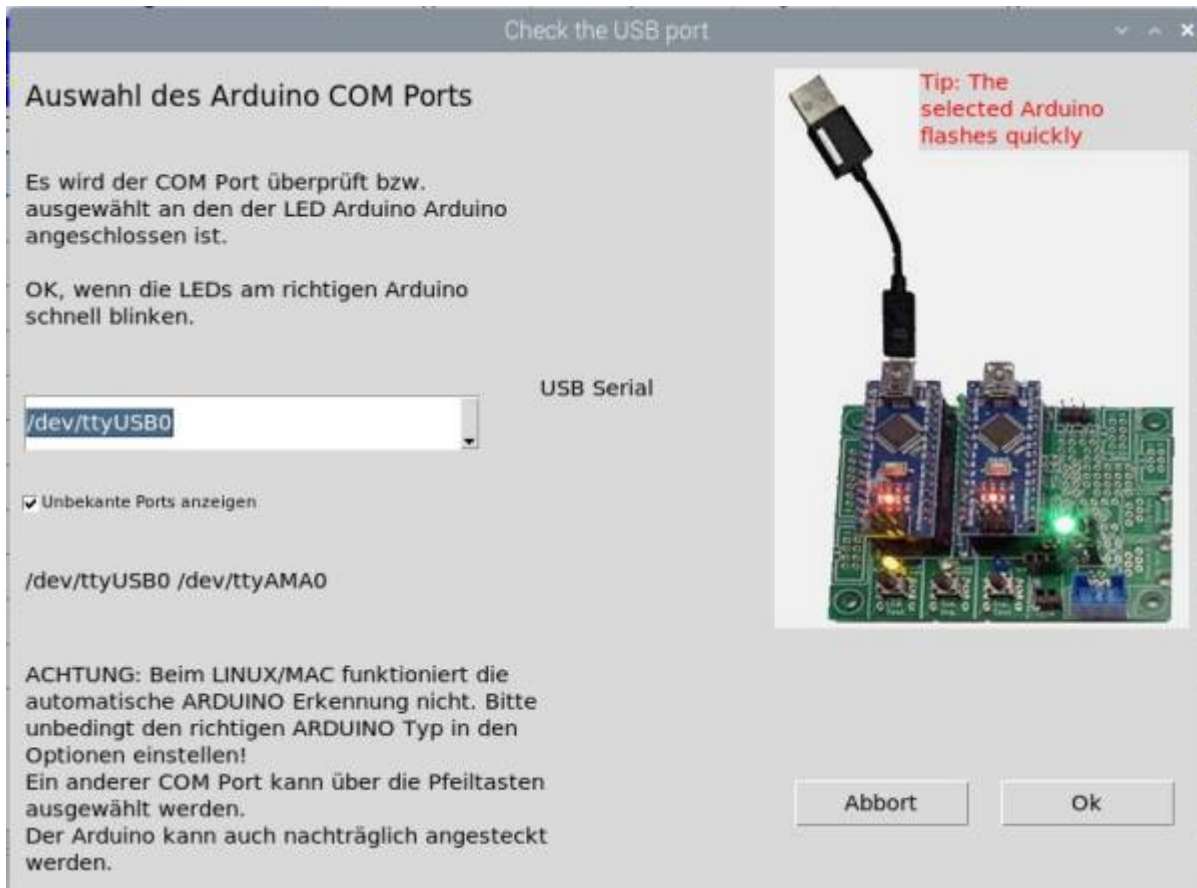 Check the USB port
Auswahl des Arduino COM Ports
Tip: The
selected Arduino
flashes quickly
Es wird der COM Port überprüft bzw.
ausgewählt an den der LED Arduino Arduino
angeschlossen ist.
OK, wenn die LEDs am richtigen Arduino
schnell blinken.
USB Serial
/dev/ttyUSB0
Unbekante Ports anzeigen
/dev/ttyUSB0 /dev/ttyAMA0
ACHTUNG: Beim LINUX/MAC funktioniert die
automatische ARDUINO Erkennung nicht. Bitte
unbedingt den richtigen ARDUINO Typ in den
Optionen einstellen!
Ein anderer COM Port kann über die Pfeiltasten
ausgewählt werden.
Der Arduino kann auch nachträglich angesteckt
werden.
Abbort
Ok